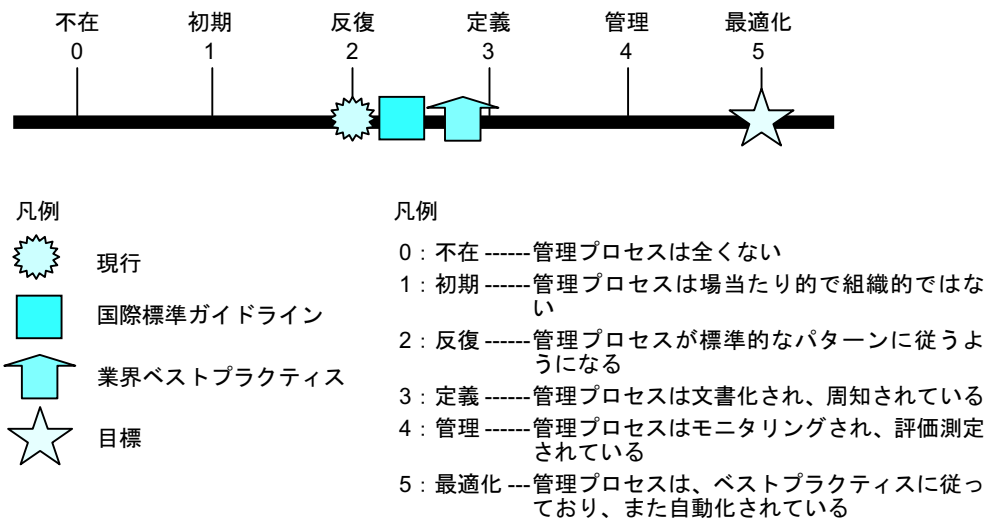 不在 初期 反復 定義 管理 最適化
0 1 2 3 4 5
凡例
現行
国際標準ガイドライン
業界ベストプラクティス
目標
凡例
0：不在 ------管理プロセスは全くない
1：初期 ------管理プロセスは場当たり的で組織的ではな
い
2：反復 ------管理プロセスが標準的なパターンに従うよ
うになる
3：定義 ------管理プロセスは文書化され、周知されている
4：管理 ------管理プロセスはモニタリングされ、評価測定
されている
5：最適化 ---管理プロセスは、ベストプラクティスに従っ
ており、また自動化されている